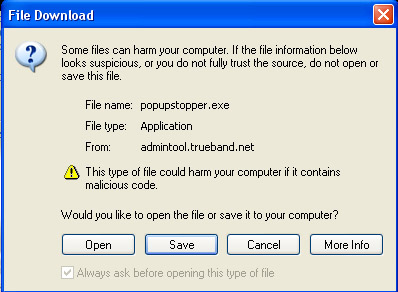 File Download
Some files can harm your computer. If the file information below
looks suspicious, or you do not fully trust the source, do not open or
save this file.
File name: popupstopper.exe
File type: Application
From: admintool.trueband.net
This type of file could harm your computer if it contains
malicious code.
Would you like to open the file or save it to your computer?
Open Save Cancel More Info
Always ask before opening this type of file